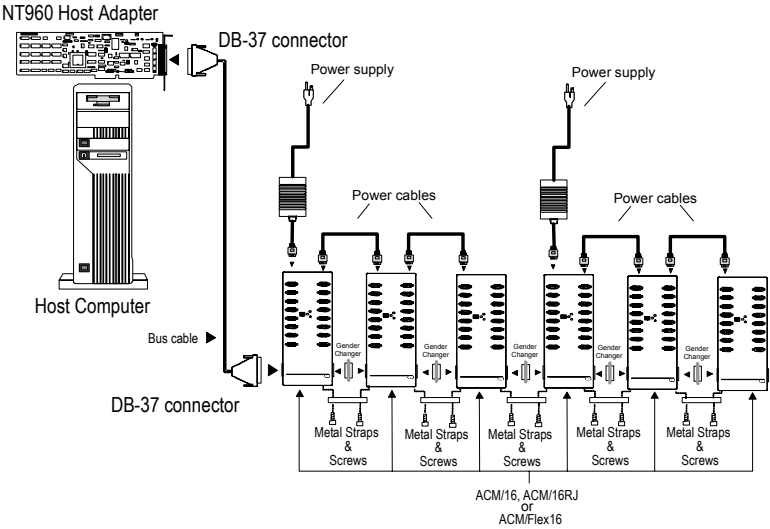 NT960 Host Adapter
DB-37 connector
Power supply
Power supply
Power cables
Power cables
Host Computer
Bus cable
DB-37 connector
Gender
Changer
Gender
Changer
Gender
Changer
Gender
Changer
Gender
Changer
Metal Straps
&
Screws
Metal Straps
&
Screws
Metal Straps
&
Screws
Metal Straps
&
Screws
Metal Straps
&
Screws
ACM/16, ACM/16RJ
or
ACM/Flex16